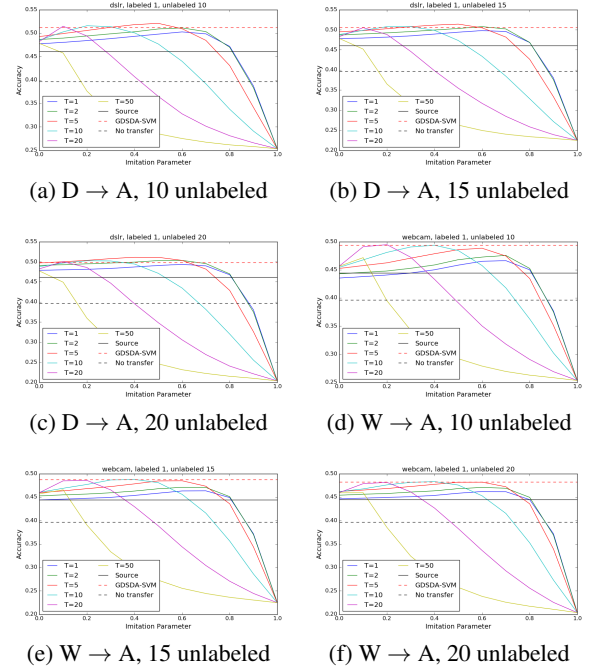 dslr, labeled 1, unlabeled 10
0.55
0.50
0.45
0.40
0.35
0.30
0.25
Accuracy
T=1
T=2
T=5
T=10
T=20
T=50
Source
GDSDA-SVM
No transfer
0.0 0.2 0.4 0.6 0.8 1.0
Imitation Parameter
(a) D → A, 10 unlabeled
dslr, labeled 1, unlabeled 15
0.55
0.50
0.45
0.40
0.35
0.30
0.25
0.20
Accuracy
T=1
T=2
T=5
T=10
T=20
T=50
Source
GDSDA-SVM
No transfer
0.0 0.2 0.4 0.6 0.8 1.0
Imitation Parameter
(b) D → A, 15 unlabeled
dslr, labeled 1, unlabeled 20
0.55
0.50
0.45
0.40
0.35
0.30
0.25
0.20
Accuracy
T=1
T=2
T=5
T=10
T=20
T=50
Source
GDSDA-SVM
No transfer
0.0 0.2 0.4 0.6 0.8 1.0
Imitation Parameter
(c) D → A, 20 unlabeled
webcam, labeled 1, unlabeled 10
0.50
0.45
0.40
0.35
0.30
0.25
Accuracy
T=1
T=2
T=5
T=10
T=20
T=50
Source
GDSDA-SVM
No transfer
0.0 0.2 0.4 0.6 0.8 1.0
Imitation Parameter
(d) W → A, 10 unlabeled
webcam, labeled 1, unlabeled 15
0.50
0.45
0.40
0.35
0.30
0.25
0.20
Accuracy
T=1
T=2
T=5
T=10
T=20
T=50
Source
GDSDA-SVM
No transfer
0.0 0.2 0.4 0.6 0.8 1.0
Imitation Parameter
(e) W → A, 15 unlabeled
webcam, labeled 1, unlabeled 20
0.50
0.45
0.40
0.35
0.30
0.25
0.20
Accuracy
T=1
T=2
T=5
T=10
T=20
T=50
Source
GDSDA-SVM
No transfer
0.0 0.2 0.4 0.6 0.8 1.0
Imitation Parameter
(f) W → A, 20 unlabeled